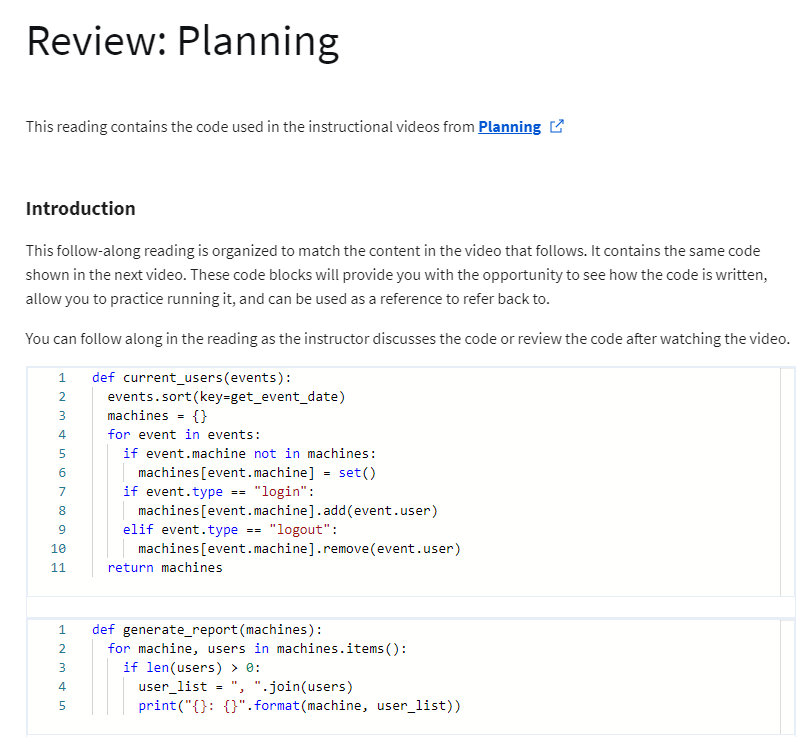 Review: Planning
This reading contains the code used in the instructional videos from Planning
Introduction
This follow-along reading is organized to match the content in the video that follows. It contains the same code
shown in the next video. These code blocks will provide you with the opportunity to see how the code is written,
allow you to practice running it, and can be used as a reference to refer back to.
You can follow along in the reading as the instructor discusses the code or review the code after watching the video.
1 def current_users(events):
2   events.sort(key=get_event_date)
3   machines = {}
4   for event in events:
5     if event.machine not in machines:
6       machines[event.machine] = set()
7     if event.type == "login":
8       machines[event.machine].add(event.user)
9     elif event.type == "logout":
10       machines[event.machine].remove(event.user)
11   return machines
1 def generate_report(machines):
2   for machine, users in machines.items():
3     if len(users) > 0:
4       user_list = ", ".join(users)
5       print("{}: {}".format(machine, user_list))